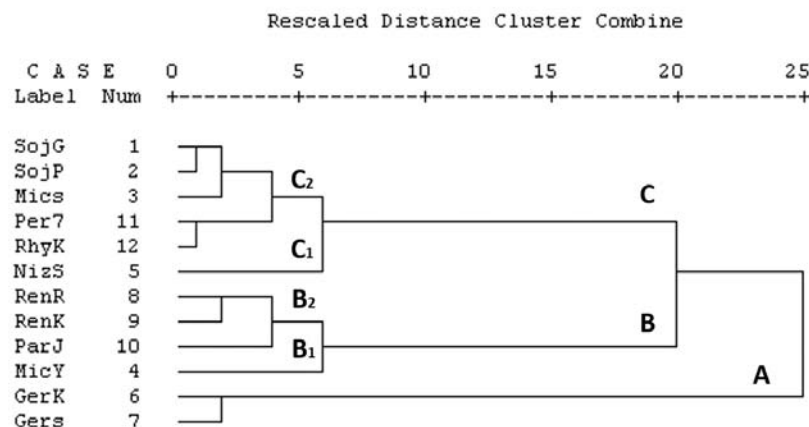 Rescaled Distance Cluster Combine
C A S E 0 5 10 15 20 25
Label Num
SojG 1
SojP 2
Mics 3 C2 C
Per7 11
RhyK 12 C1
NizS 5
RenR 8 B2
RenK 9 B
ParJ 10 B1
MicY 4 A
GerK 6
Gers 7